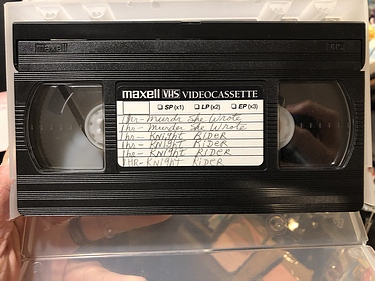 maxell
maxell VHS VIDEOCASSETTE
SP (x1) LP (x2) EP (x3)
1hr- Murdr She Wrote
1hr- Murder She Wrote
1hr- KNIGHT RIDER
1hr- KNIGHT RIDER
1hr- KNIGHT RIDER
1HR- KNIGHT RIDER